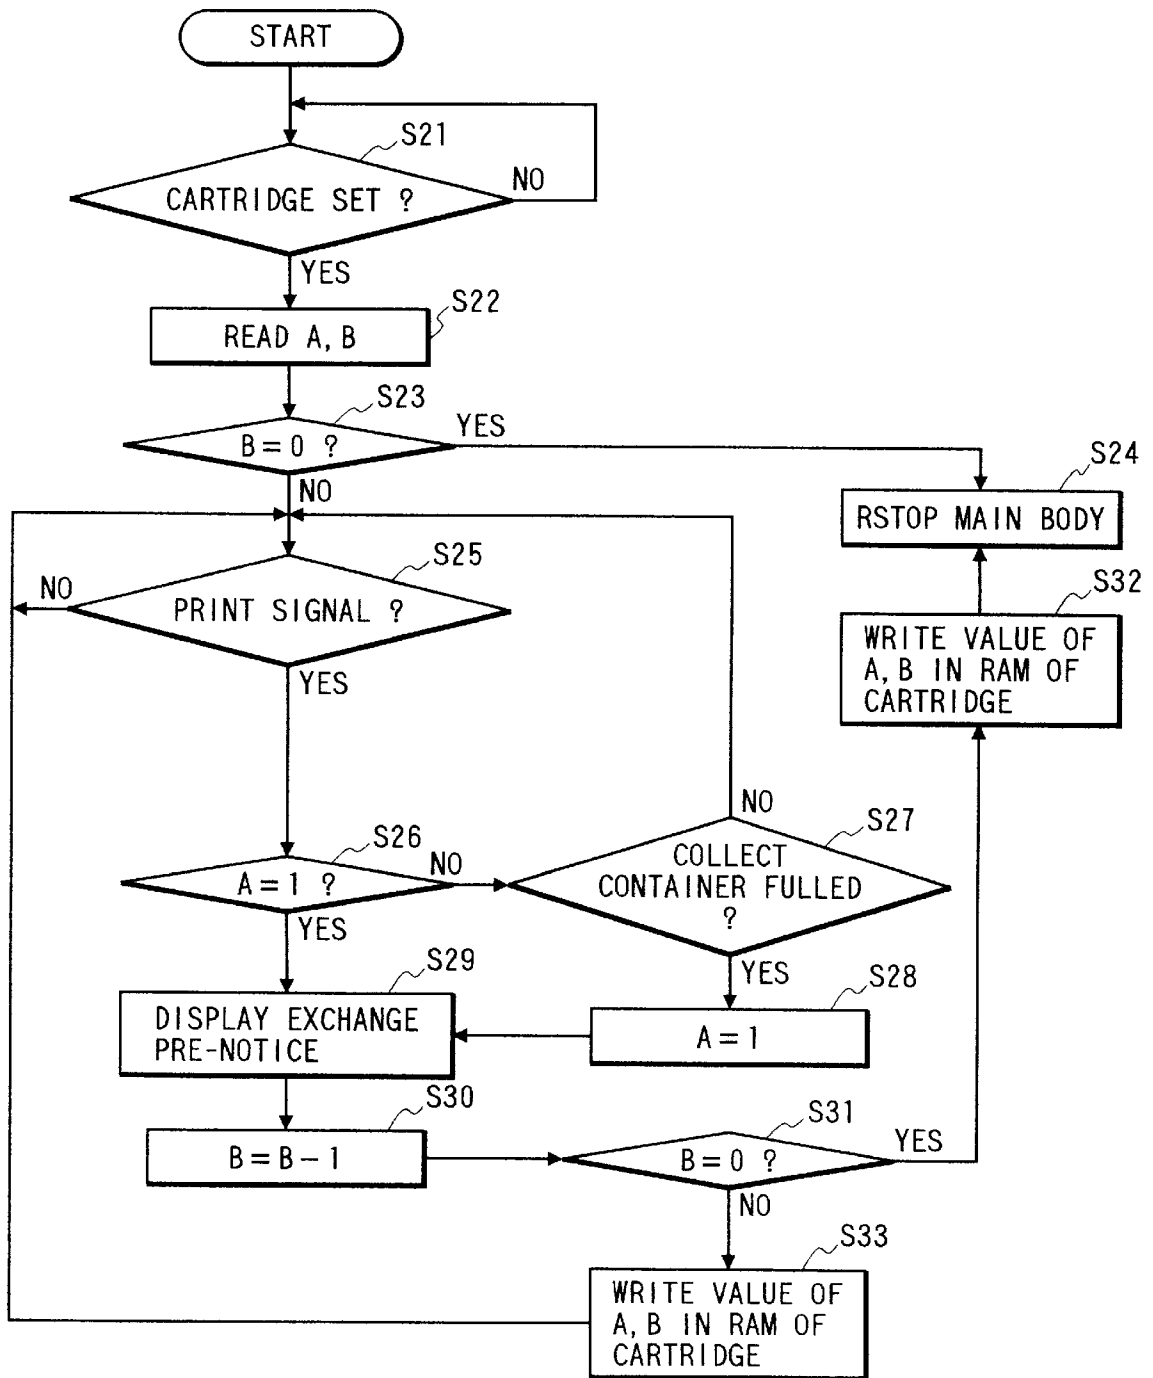 START
S21
CARTRIDGE SET ?
NO
YES
S22
READ A, B
S23
B = 0 ?
YES
NO
S24
RSTOP MAIN BODY
S25
NO
PRINT SIGNAL ?
YES
S32
WRITE VALUE OF
A, B IN RAM OF
CARTRIDGE
S26
A = 1 ?
NO
YES
NO
S27
COLLECT
CONTAINER FULLED
?
YES
S28
A = 1
S29
DISPLAY EXCHANGE
PRE-NOTICE
S30
B = B - 1
S31
B = 0 ?
YES
NO
S33
WRITE VALUE OF
A, B IN RAM OF
CARTRIDGE